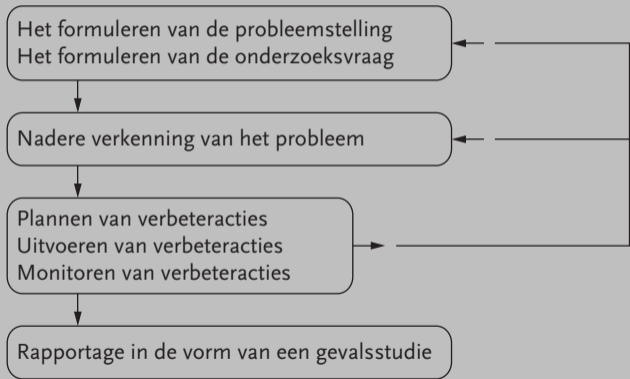 Het formuleren van de probleemstelling
Het formuleren van de onderzoeksvraag
Nadere verkenning van het probleem
Plannen van verbeteracties
Uitvoeren van verbeteracties
Monitoren van verbeteracties
Rapportage in de vorm van een gevalsstudie